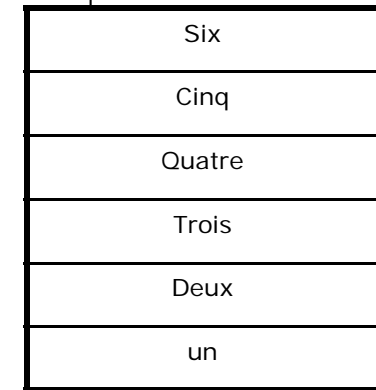 Six
Cinq
Quatre
Trois
Deux
un